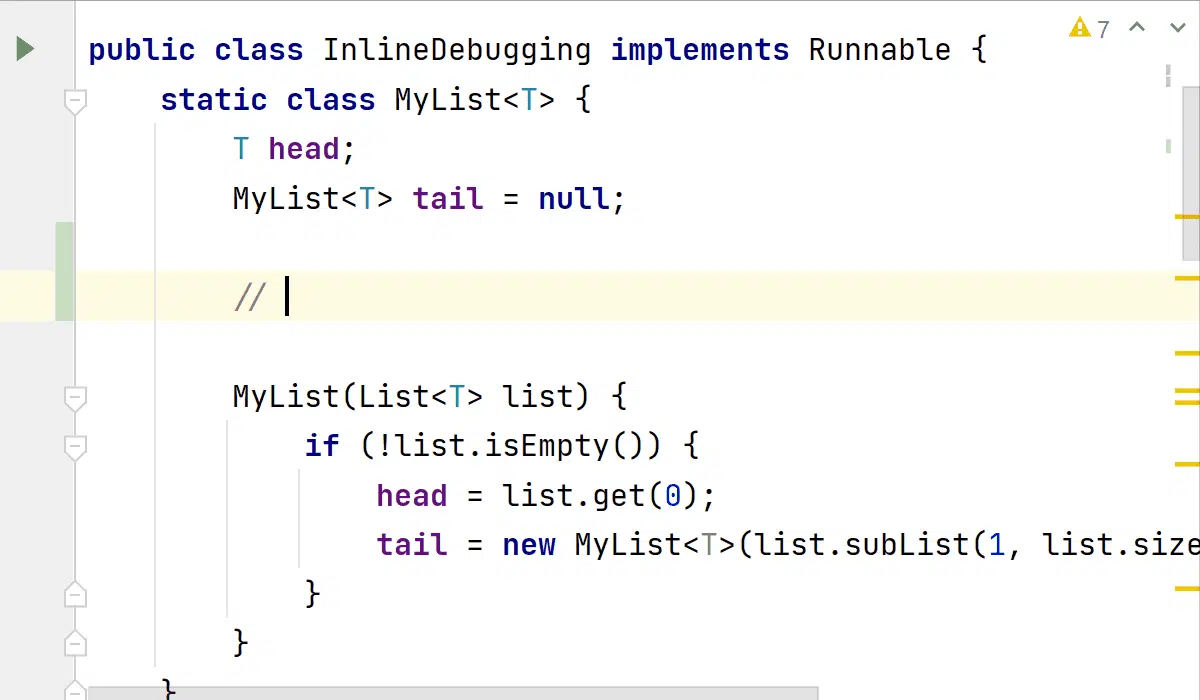 public class InlineDebugging implements Runnable {
7
static class MyList<T> {
T head;
MyList<T> tail = null;
//
MyList(List<T> list) {
if (!list.isEmpty()) {
head = list.get(0);
tail = new MyList<T>(list.subList(1, list.size
}
}
}